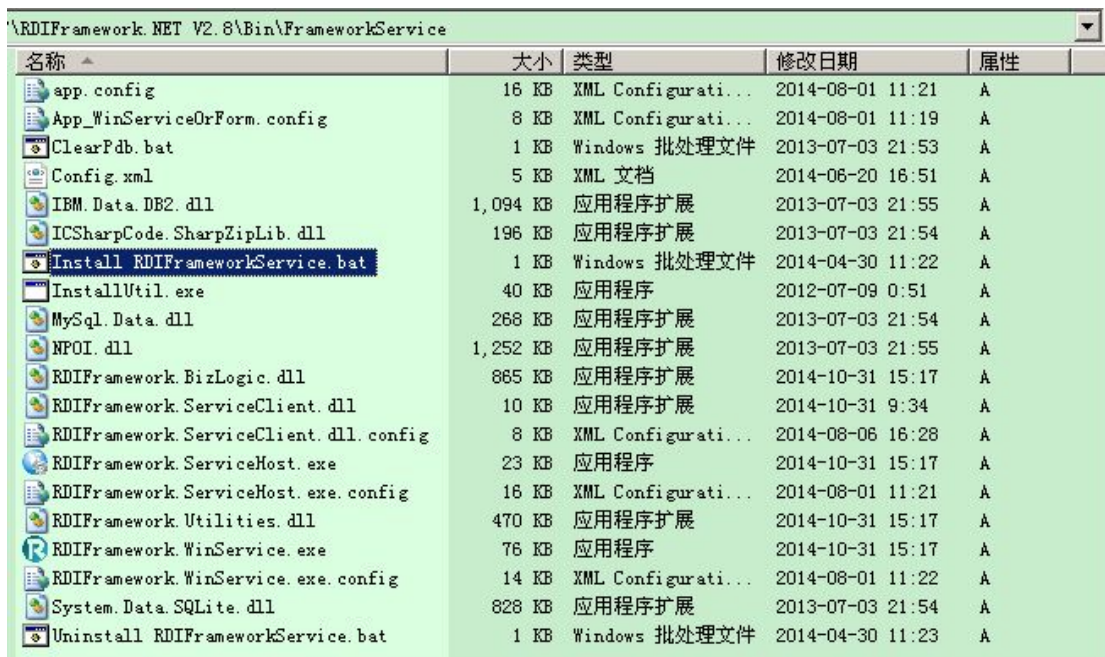 \RDIFramework.NET V2.8\Bin\FrameworkService
名称 大小 类型 修改日期 属性
app.config 16 KB XML Configurati... 2014-08-01 11:21 A
App_WinServiceOrForm.config 8 KB XML Configurati... 2014-08-01 11:19 A
ClearPdb.bat 1 KB Windows 批处理文件 2013-07-03 21:53 A
Config.xml 5 KB XML 文档 2014-06-20 16:51 A
IBM.Data.DB2.dll 1,094 KB 应用程序扩展 2013-07-03 21:55 A
ICSharpCode.SharpZipLib.dll 196 KB 应用程序扩展 2013-07-03 21:54 A
Install RDIFrameworkService.bat 1 KB Windows 批处理文件 2014-04-30 11:22 A
InstallUtil.exe 40 KB 应用程序 2012-07-09 0:51 A
MySql.Data.dll 268 KB 应用程序扩展 2013-07-03 21:54 A
NPOI.dll 1,252 KB 应用程序扩展 2013-07-03 21:55 A
RDIFramework.BizLogic.dll 865 KB 应用程序扩展 2014-10-31 15:17 A
RDIFramework.ServiceClient.dll 10 KB 应用程序扩展 2014-10-31 9:34 A
RDIFramework.ServiceClient.dll.config 8 KB XML Configurati... 2014-08-06 16:28 A
RDIFramework.ServiceHost.exe 23 KB 应用程序 2014-10-31 15:17 A
RDIFramework.ServiceHost.exe.config 16 KB XML Configurati... 2014-08-01 11:21 A
RDIFramework.Utilities.dll 470 KB 应用程序扩展 2014-10-31 15:17 A
RDIFramework.WinService.exe 76 KB 应用程序 2014-10-31 15:17 A
RDIFramework.WinService.exe.config 14 KB XML Configurati... 2014-08-01 11:22 A
System.Data.SQLite.dll 828 KB 应用程序扩展 2013-07-03 21:54 A
Uninstall RDIFrameworkService.bat 1 KB Windows 批处理文件 2014-04-30 11:23 A